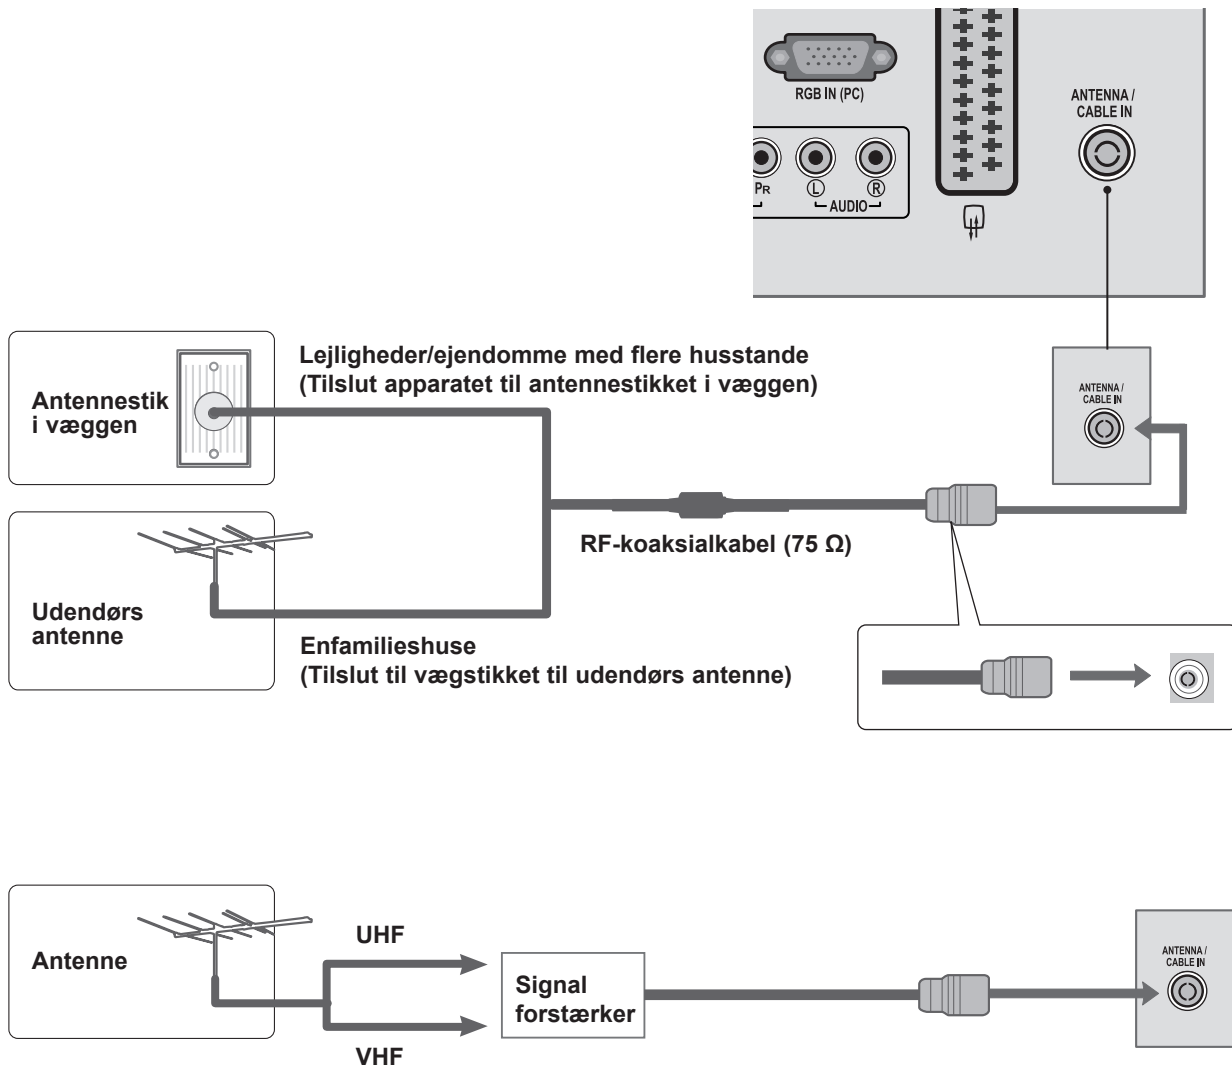 RGB IN (PC)
PR
L
R
AUDIO
ANTENNA /
CABLE IN
Antennestik
i væggen
Lejligheder/ejendomme med flere husstande
(Tilslut apparatet til antennestikket i væggen)
ANTENNA /
CABLE IN
RF-koaksialkabel (75 Ω)
Udendørs
antenne
Enfamilieshuse
(Tilslut til vægstikket til udendørs antenne)
Antenne
UHF
VHF
Signal
forstærker
ANTENNA /
CABLE IN